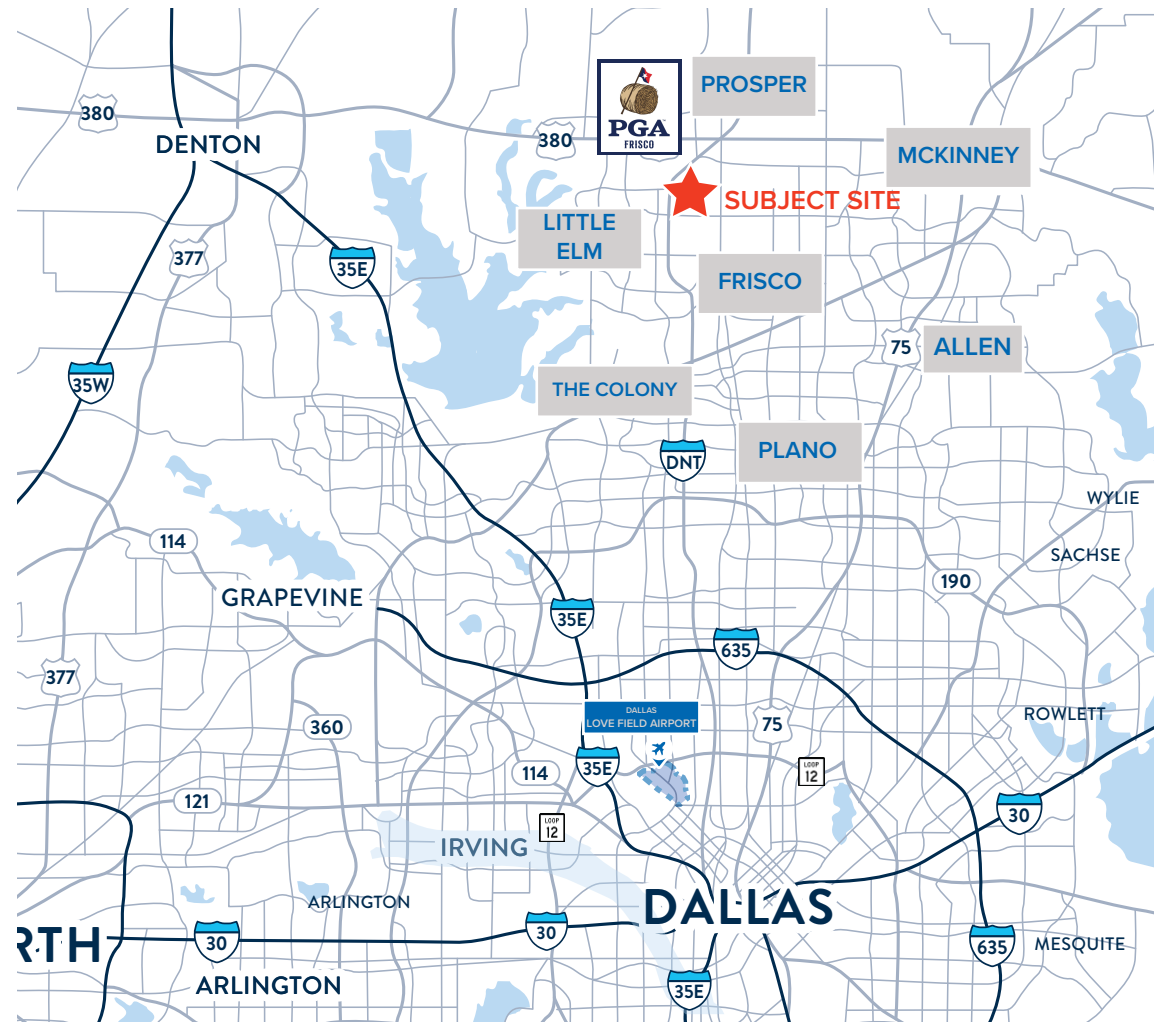 PROSPER
380
380
PGA
FRISCO
DENTON
MCKINNEY
SUBJECT SITE
LITTLE
ELM
377
35E
FRISCO
75
ALLEN
35W
THE COLONY
PLANO
DNT
WYLIE
114
SACHSE
190
GRAPEVINE
35E
635
377
DALLAS
LOVE FIELD AIRPORT
ROWLETT
360
75
35E
114
LOOP
12
121
30
LOOP
12
IRVING
ARLINGTON
DALLAS
30
30
RTH
635
MESQUITE
ARLINGTON
35E